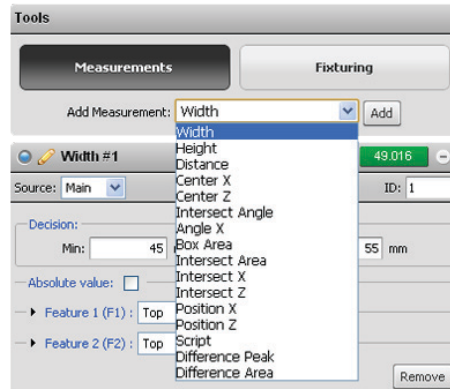 Tools
Measurements Fixturing
Add Measurement: Width Add
Width
Height
Distance
Center X
Center Z
Intersect Angle
Angle X
Box Area
Intersect Area
Intersect X
Intersect Z
Position X
Position Z
Script
Difference Peak
Difference Area
Width #1 49.016
Source: Main ID: 1
Decision:
Min: 45 55 mm
Absolute value:
Feature 1 (F1) : Top
Feature 2 (F2) : Top
Remove